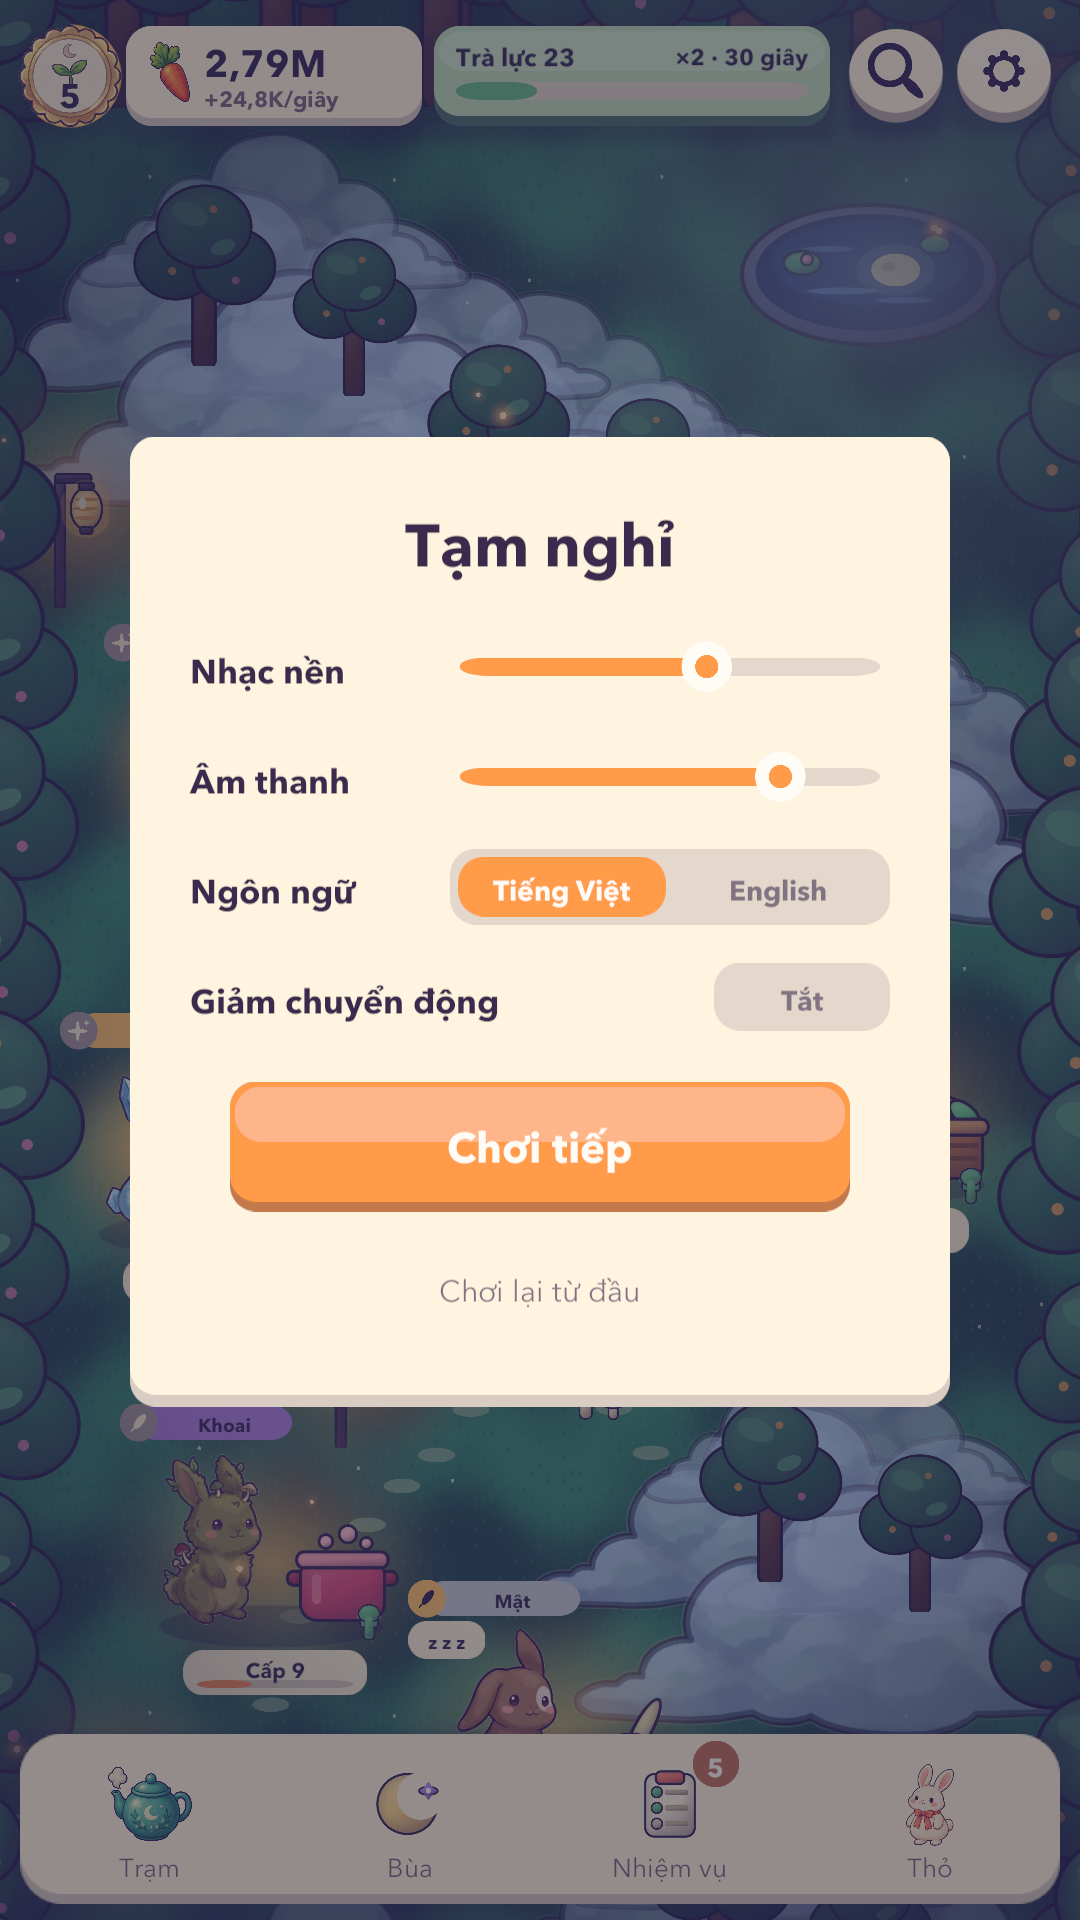 5
2,79M
+24,8K/giây
Trà lực 23
×2 · 30 giây
Tạm nghỉ
Nhạc nền
Âm thanh
Ngôn ngữ
Tiếng Việt
English
Giảm chuyển động
Tắt
Chơi tiếp
Chơi lại từ đầu
Khoai
Mật
z z z
Cấp 9
5
Trạm
Bùa
Nhiệm vụ
Thỏ